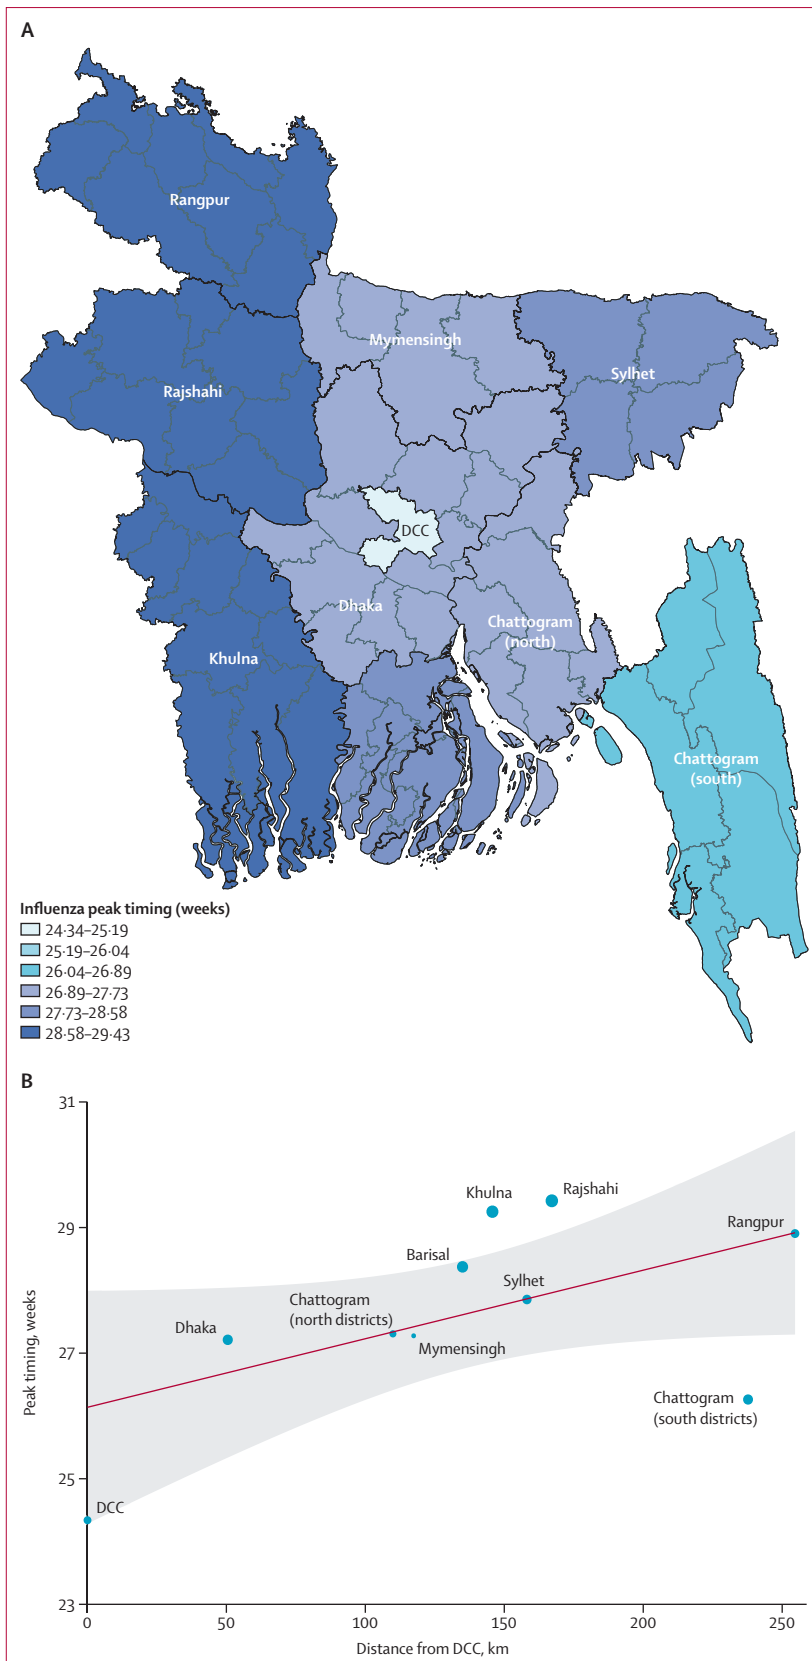 A
Rangpur
Mymensingh
Sylhet
Rajshahi
DCC
Dhaka
Chattogram
(north)
Khulna
Chattogram
(south)
Influenza peak timing (weeks)
24·34–25·19
25·19–26·04
26·04–26·89
26·89–27·73
27·73–28·58
28·58–29·43
B
31
29
27
25
23
Peak timing, weeks
Khulna
Rajshahi
Rangpur
Barisal
Sylhet
Chattogram
(north districts)
Dhaka
Mymensingh
Chattogram
(south districts)
DCC
0
50
100
150
200
250
Distance from DCC, km